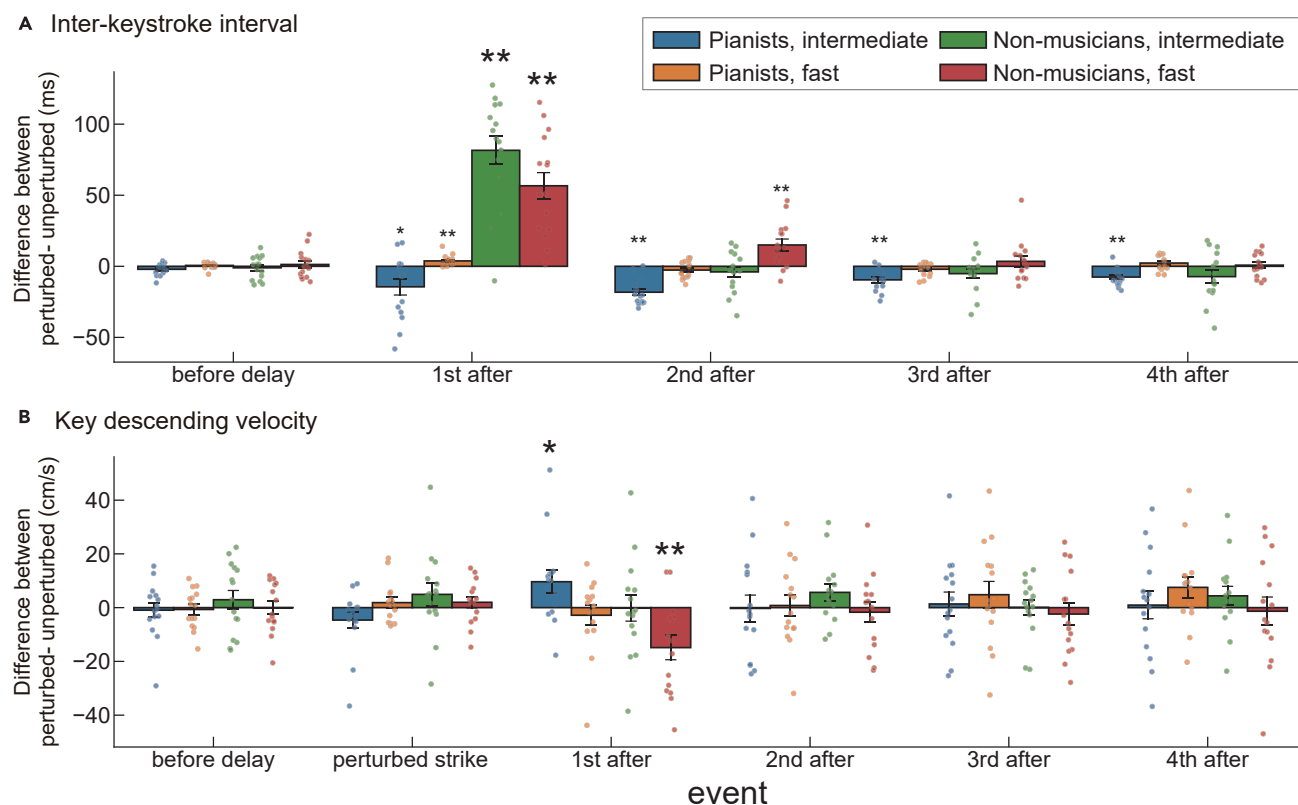 A Inter-keystroke interval
Pianists, intermediate
Non-musicians, intermediate
Pianists, fast
Non-musicians, fast
Difference between
perturbed- unperturbed (ms)
100
50
0
−50
**
**
*
**
**
**
**
**
before delay
1st after
2nd after
3rd after
4th after
B Key descending velocity
Difference between
perturbed- unperturbed (cm/s)
40
20
0
−20
−40
*
**
before delay
perturbed strike
1st after
2nd after
3rd after
4th after
event